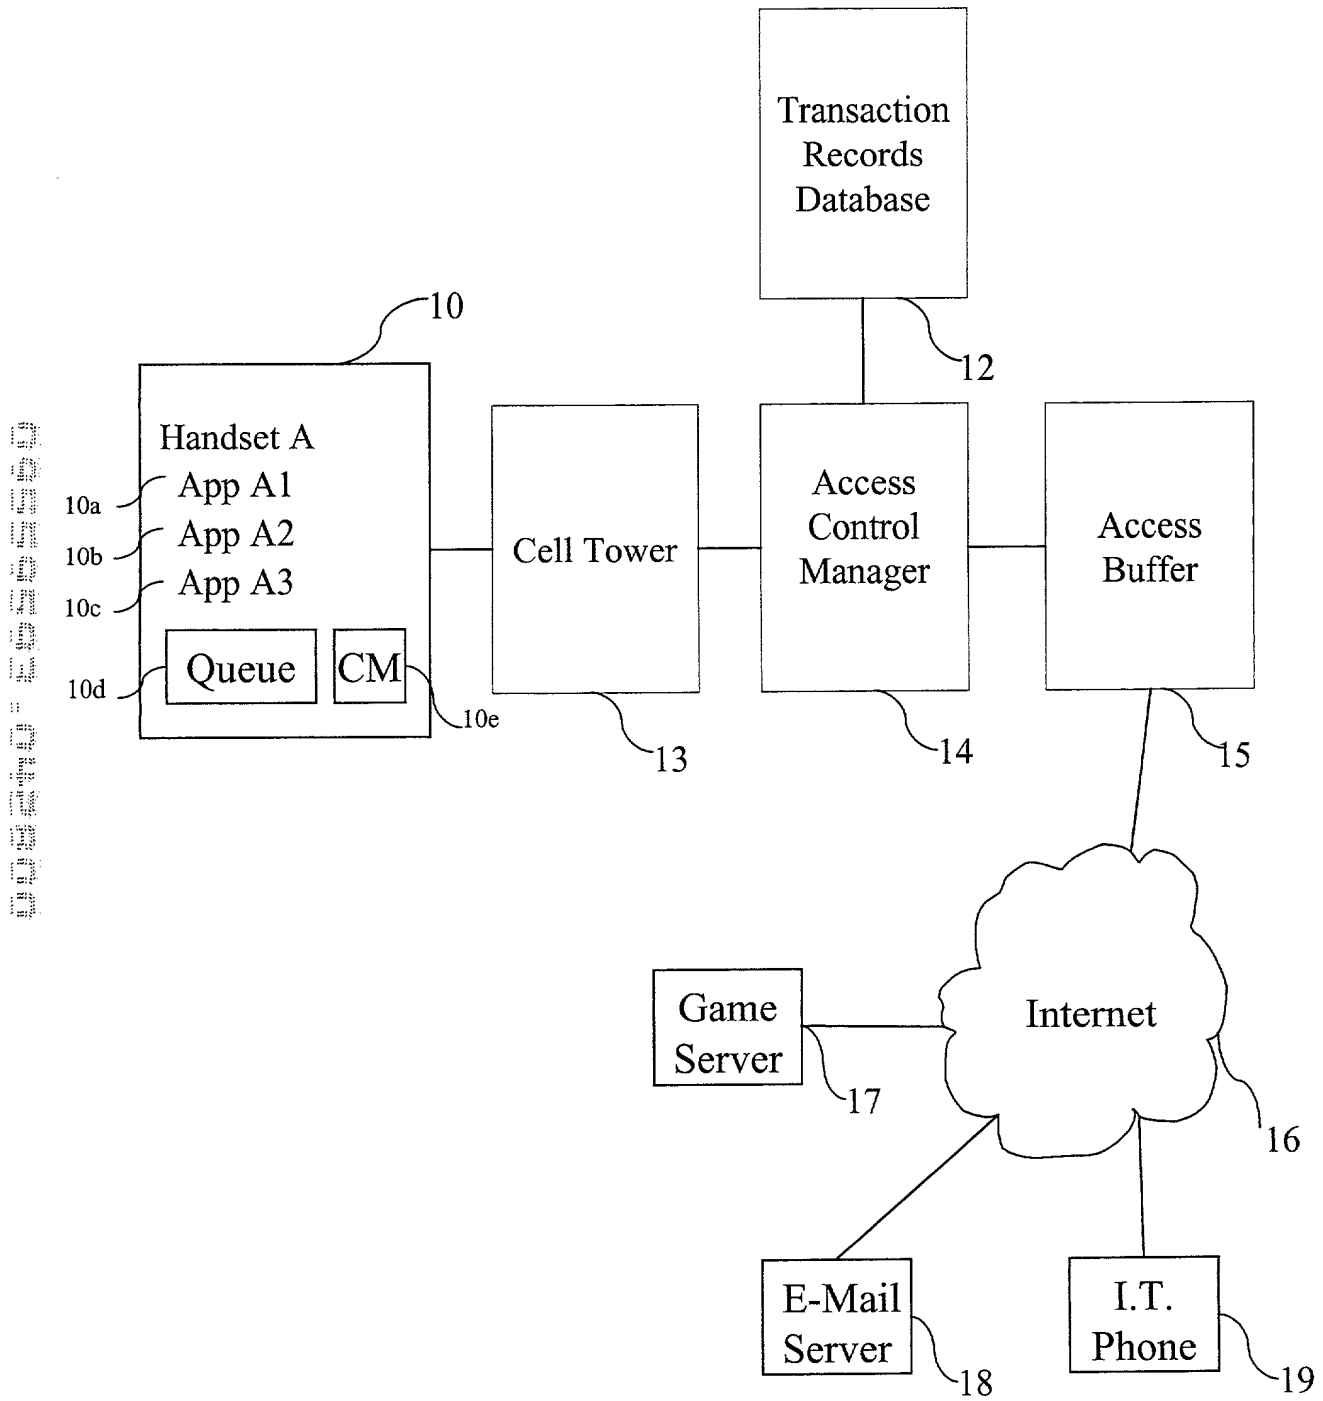 Transaction
Records
Database
12
10
Handset A
App A1
App A2
App A3
10a
10b
10c
Queue
CM
10d
10e
Cell Tower
13
Access
Control
Manager
14
Access
Buffer
15
Internet
16
Game
Server
17
E-Mail
Server
18
I.T.
Phone
19